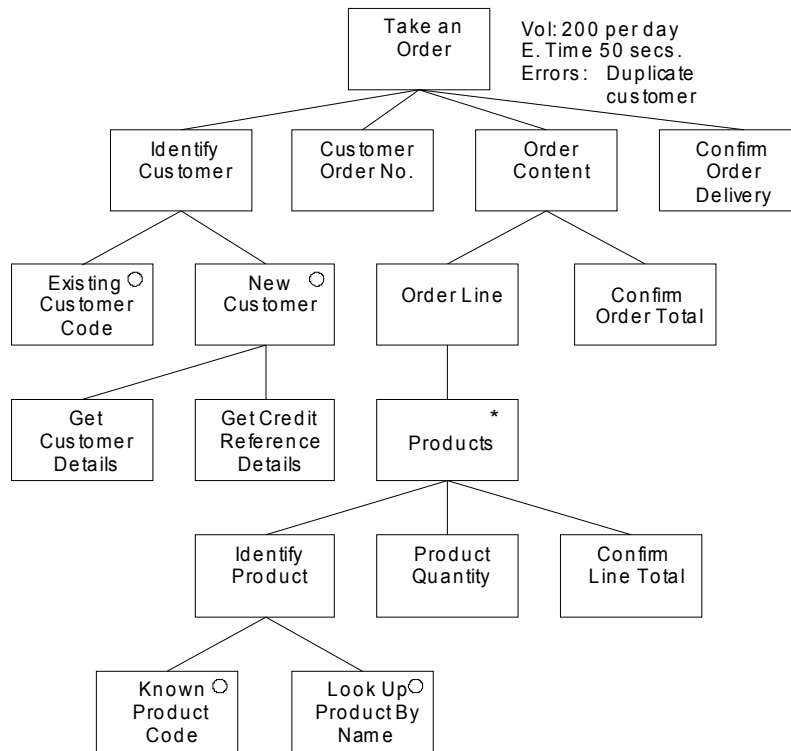 Take an
Order
Vol: 200 per day
E. Time 50 secs.
Errors: Duplicate
customer
Identify
Customer
Customer
Order No.
Order
Content
Confirm
Order
Delivery
Existing
Customer
Code
New
Customer
Order Line
Confirm
Order Total
Get
Customer
Details
Get Credit
Reference
Details
*
Products
Identify
Product
Product
Quantity
Confirm
Line Total
Known
Product
Code
Look Up
Product By
Name